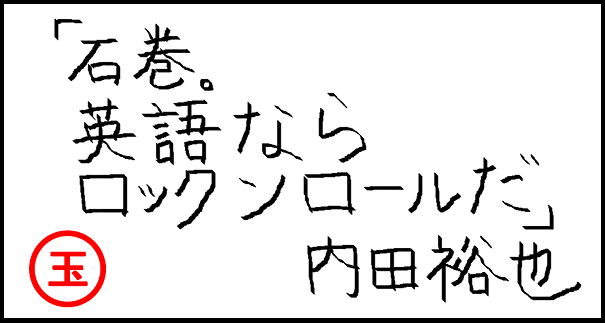 「石巻。
英語なら
ロックンロールだ」
内田裕也
玉